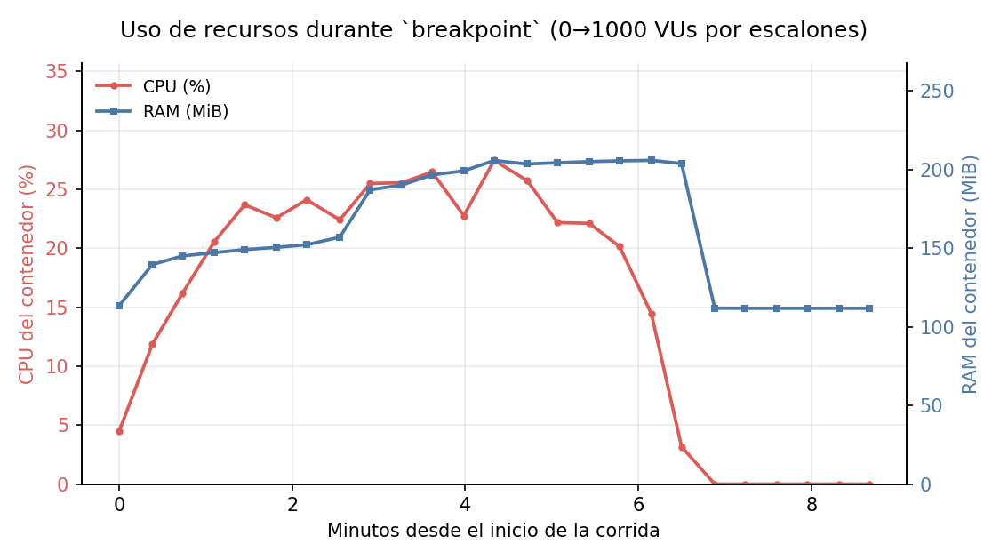 Uso de recursos durante `breakpoint` (0→1000 VUs por escalones)
CPU (%)
RAM (MiB)
CPU del contenedor (%)
35
30
25
20
15
10
5
0
RAM del contenedor (MiB)
250
200
150
100
50
0
0 2 4 6 8
Minutos desde el inicio de la corrida